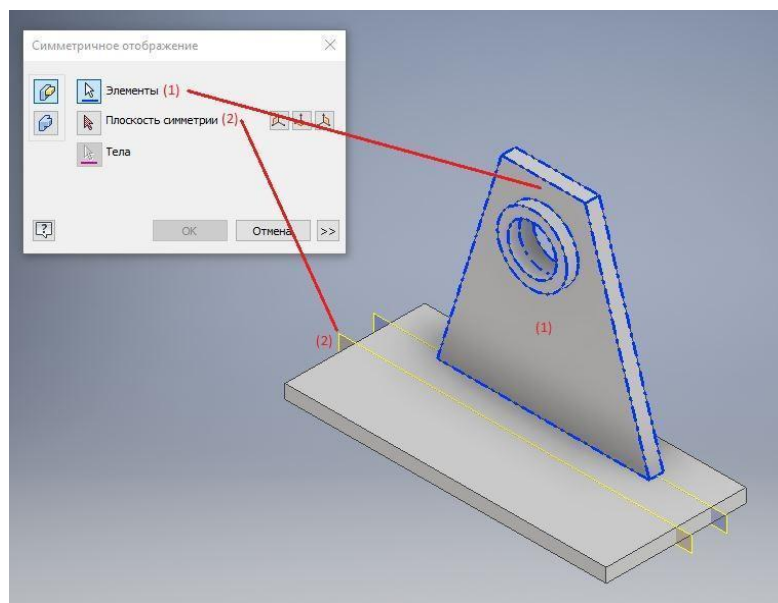 Симметричное отображение
Элементы (1)
Плоскость симметрии (2)
Тела
OK
Отмена
>>
(1)
(2)